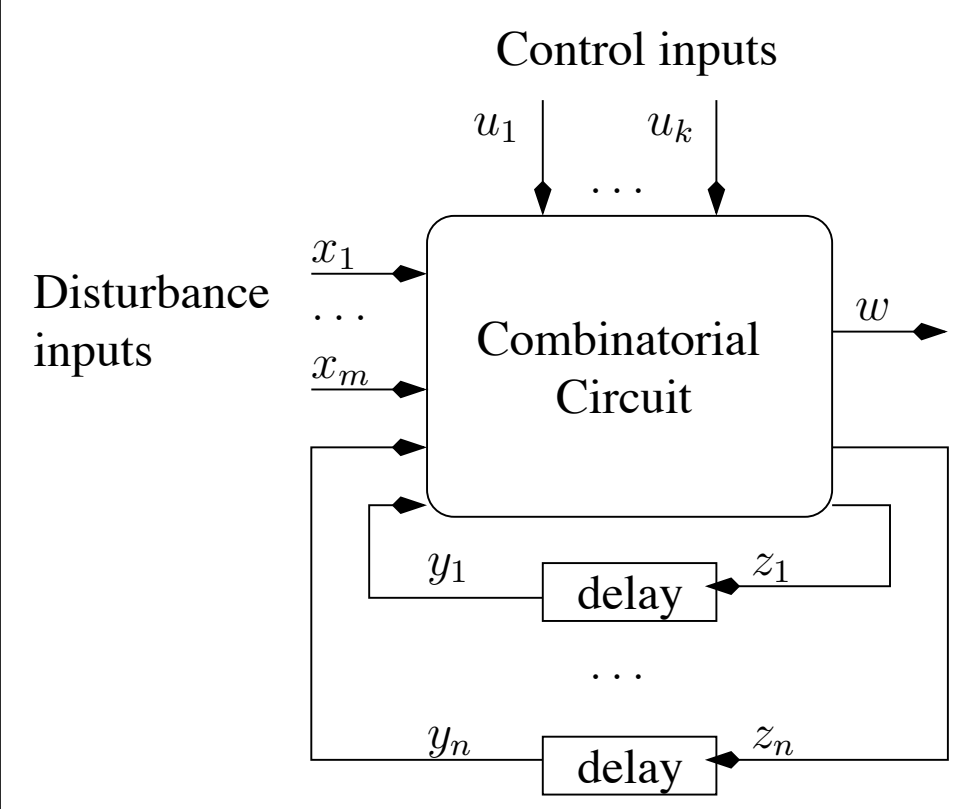 Control inputs
u₁
uₖ
. . .
x₁
Disturbance
inputs
. . .
xₘ
Combinatorial
Circuit
w
y₁
delay
z₁
. . .
yₙ
delay
zₙ